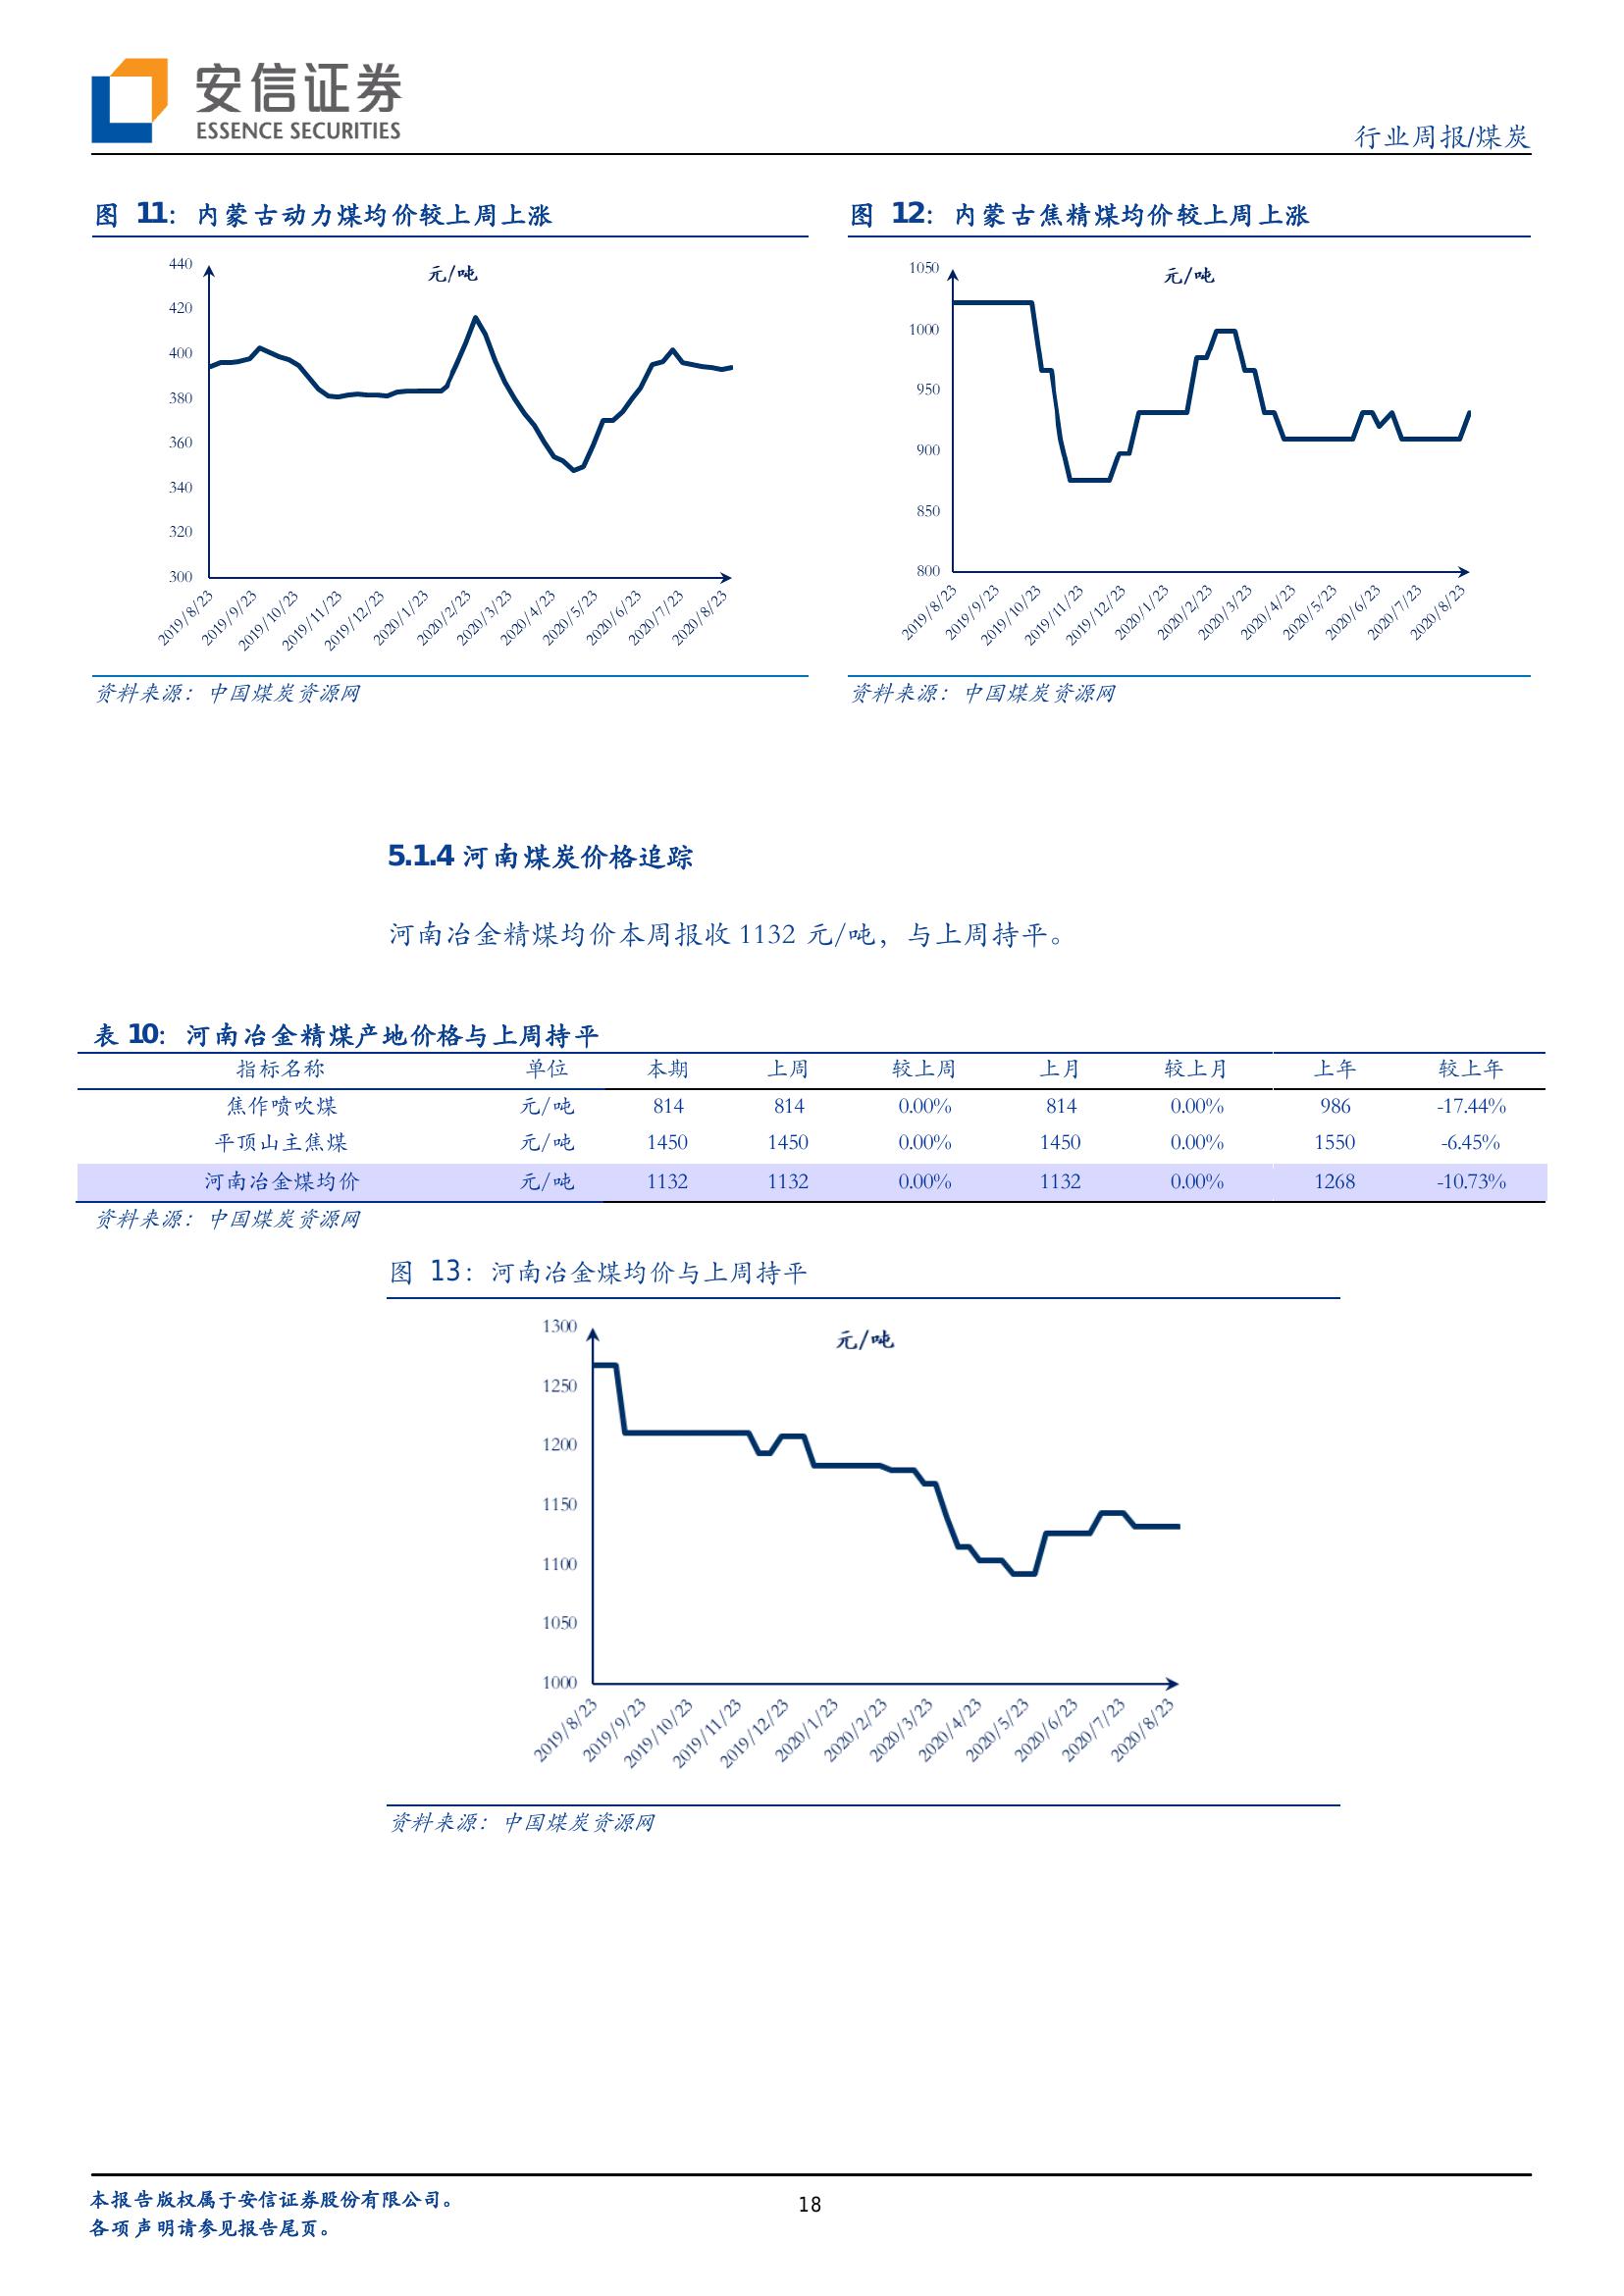 安信证券
ESSENCE SECURITIES
行业周报/煤炭
图 11：内蒙古动力煤均价较上周上涨
元/吨
440
420
400
380
360
340
320
300
2019/8/23 2019/9/23 2019/10/23 2019/11/23 2019/12/23 2020/1/23 2020/2/23 2020/3/23 2020/4/23 2020/5/23 2020/6/23 2020/7/23 2020/8/23
资料来源：中国煤炭资源网
图 12：内蒙古焦精煤均价较上周上涨
元/吨
1050
1000
950
900
850
800
2019/8/23 2019/9/23 2019/10/23 2019/11/23 2019/12/23 2020/1/23 2020/2/23 2020/3/23 2020/4/23 2020/5/23 2020/6/23 2020/7/23 2020/8/23
资料来源：中国煤炭资源网
5.1.4 河南煤炭价格追踪
河南冶金精煤均价本周报收 1132 元/吨，与上周持平。
表 10：河南冶金精煤产地价格与上周持平
指标名称 单位 本期 上周 较上周 上月 较上月 上年 较上年
焦作喷吹煤 元/吨 814 814 0.00% 814 0.00% 986 -17.44%
平顶山主焦煤 元/吨 1450 1450 0.00% 1450 0.00% 1550 -6.45%
河南冶金煤均价 元/吨 1132 1132 0.00% 1132 0.00% 1268 -10.73%
资料来源：中国煤炭资源网
图 13：河南冶金煤均价与上周持平
元/吨
1300
1250
1200
1150
1100
1050
1000
2019/8/23 2019/9/23 2019/10/23 2019/11/23 2019/12/23 2020/1/23 2020/2/23 2020/3/23 2020/4/23 2020/5/23 2020/6/23 2020/7/23 2020/8/23
资料来源：中国煤炭资源网
本报告版权属于安信证券股份有限公司。
各项声明请参见报告尾页。
18